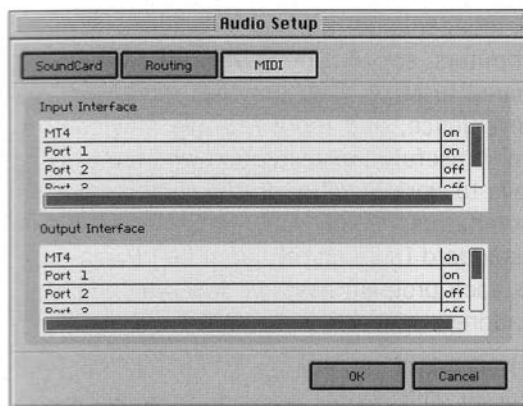 Audio Setup
SoundCard Routing MIDI
Input Interface
MT4 on
Port 1 on
Port 2 off
Output Interface
MT4 on
Port 1 on
Port 2 off
OK Cancel